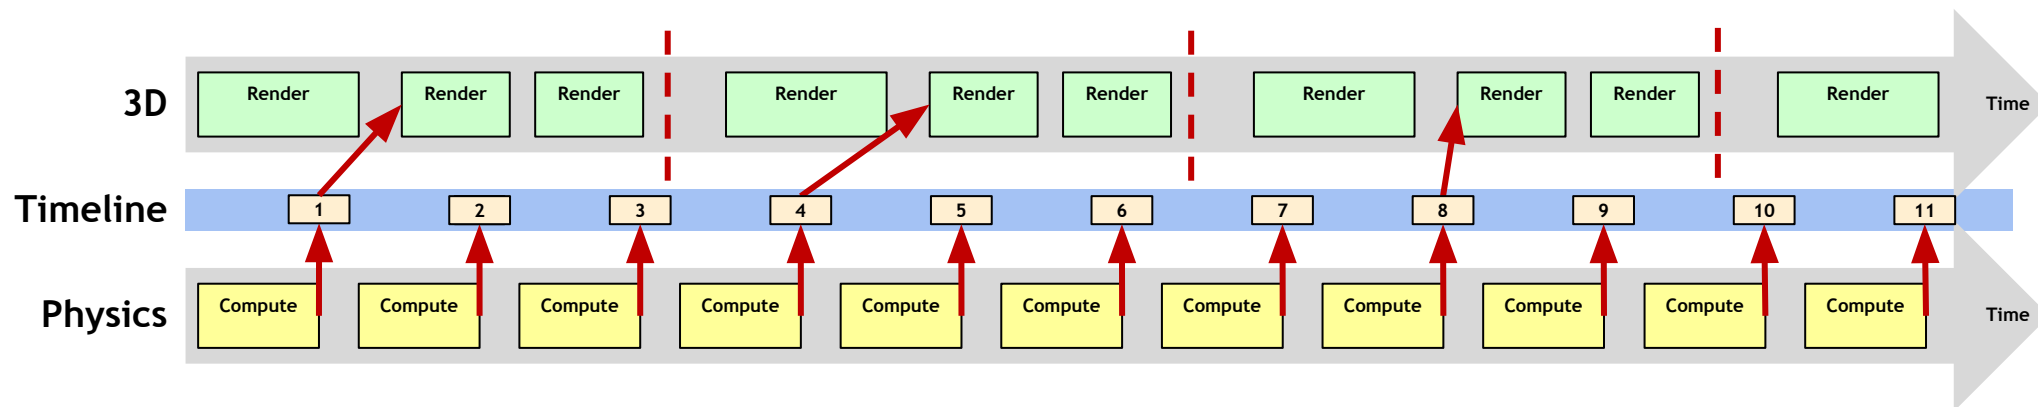 3D
Render
Render
Render
Render
Render
Render
Render
Render
Render
Render
Time
Timeline
1
2
3
4
5
6
7
8
9
10
11
Physics
Compute
Compute
Compute
Compute
Compute
Compute
Compute
Compute
Compute
Compute
Compute
Time